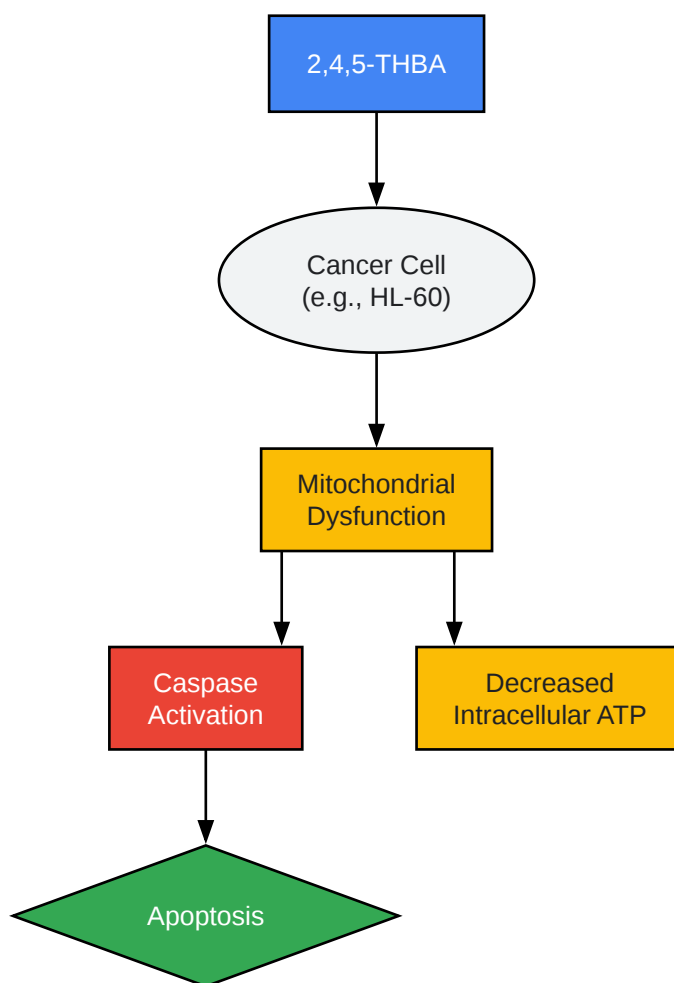 2,4,5-THBA
Cancer Cell
(e.g., HL-60)
Mitochondrial
Dysfunction
Caspase
Activation
Decreased
Intracellular ATP
Apoptosis